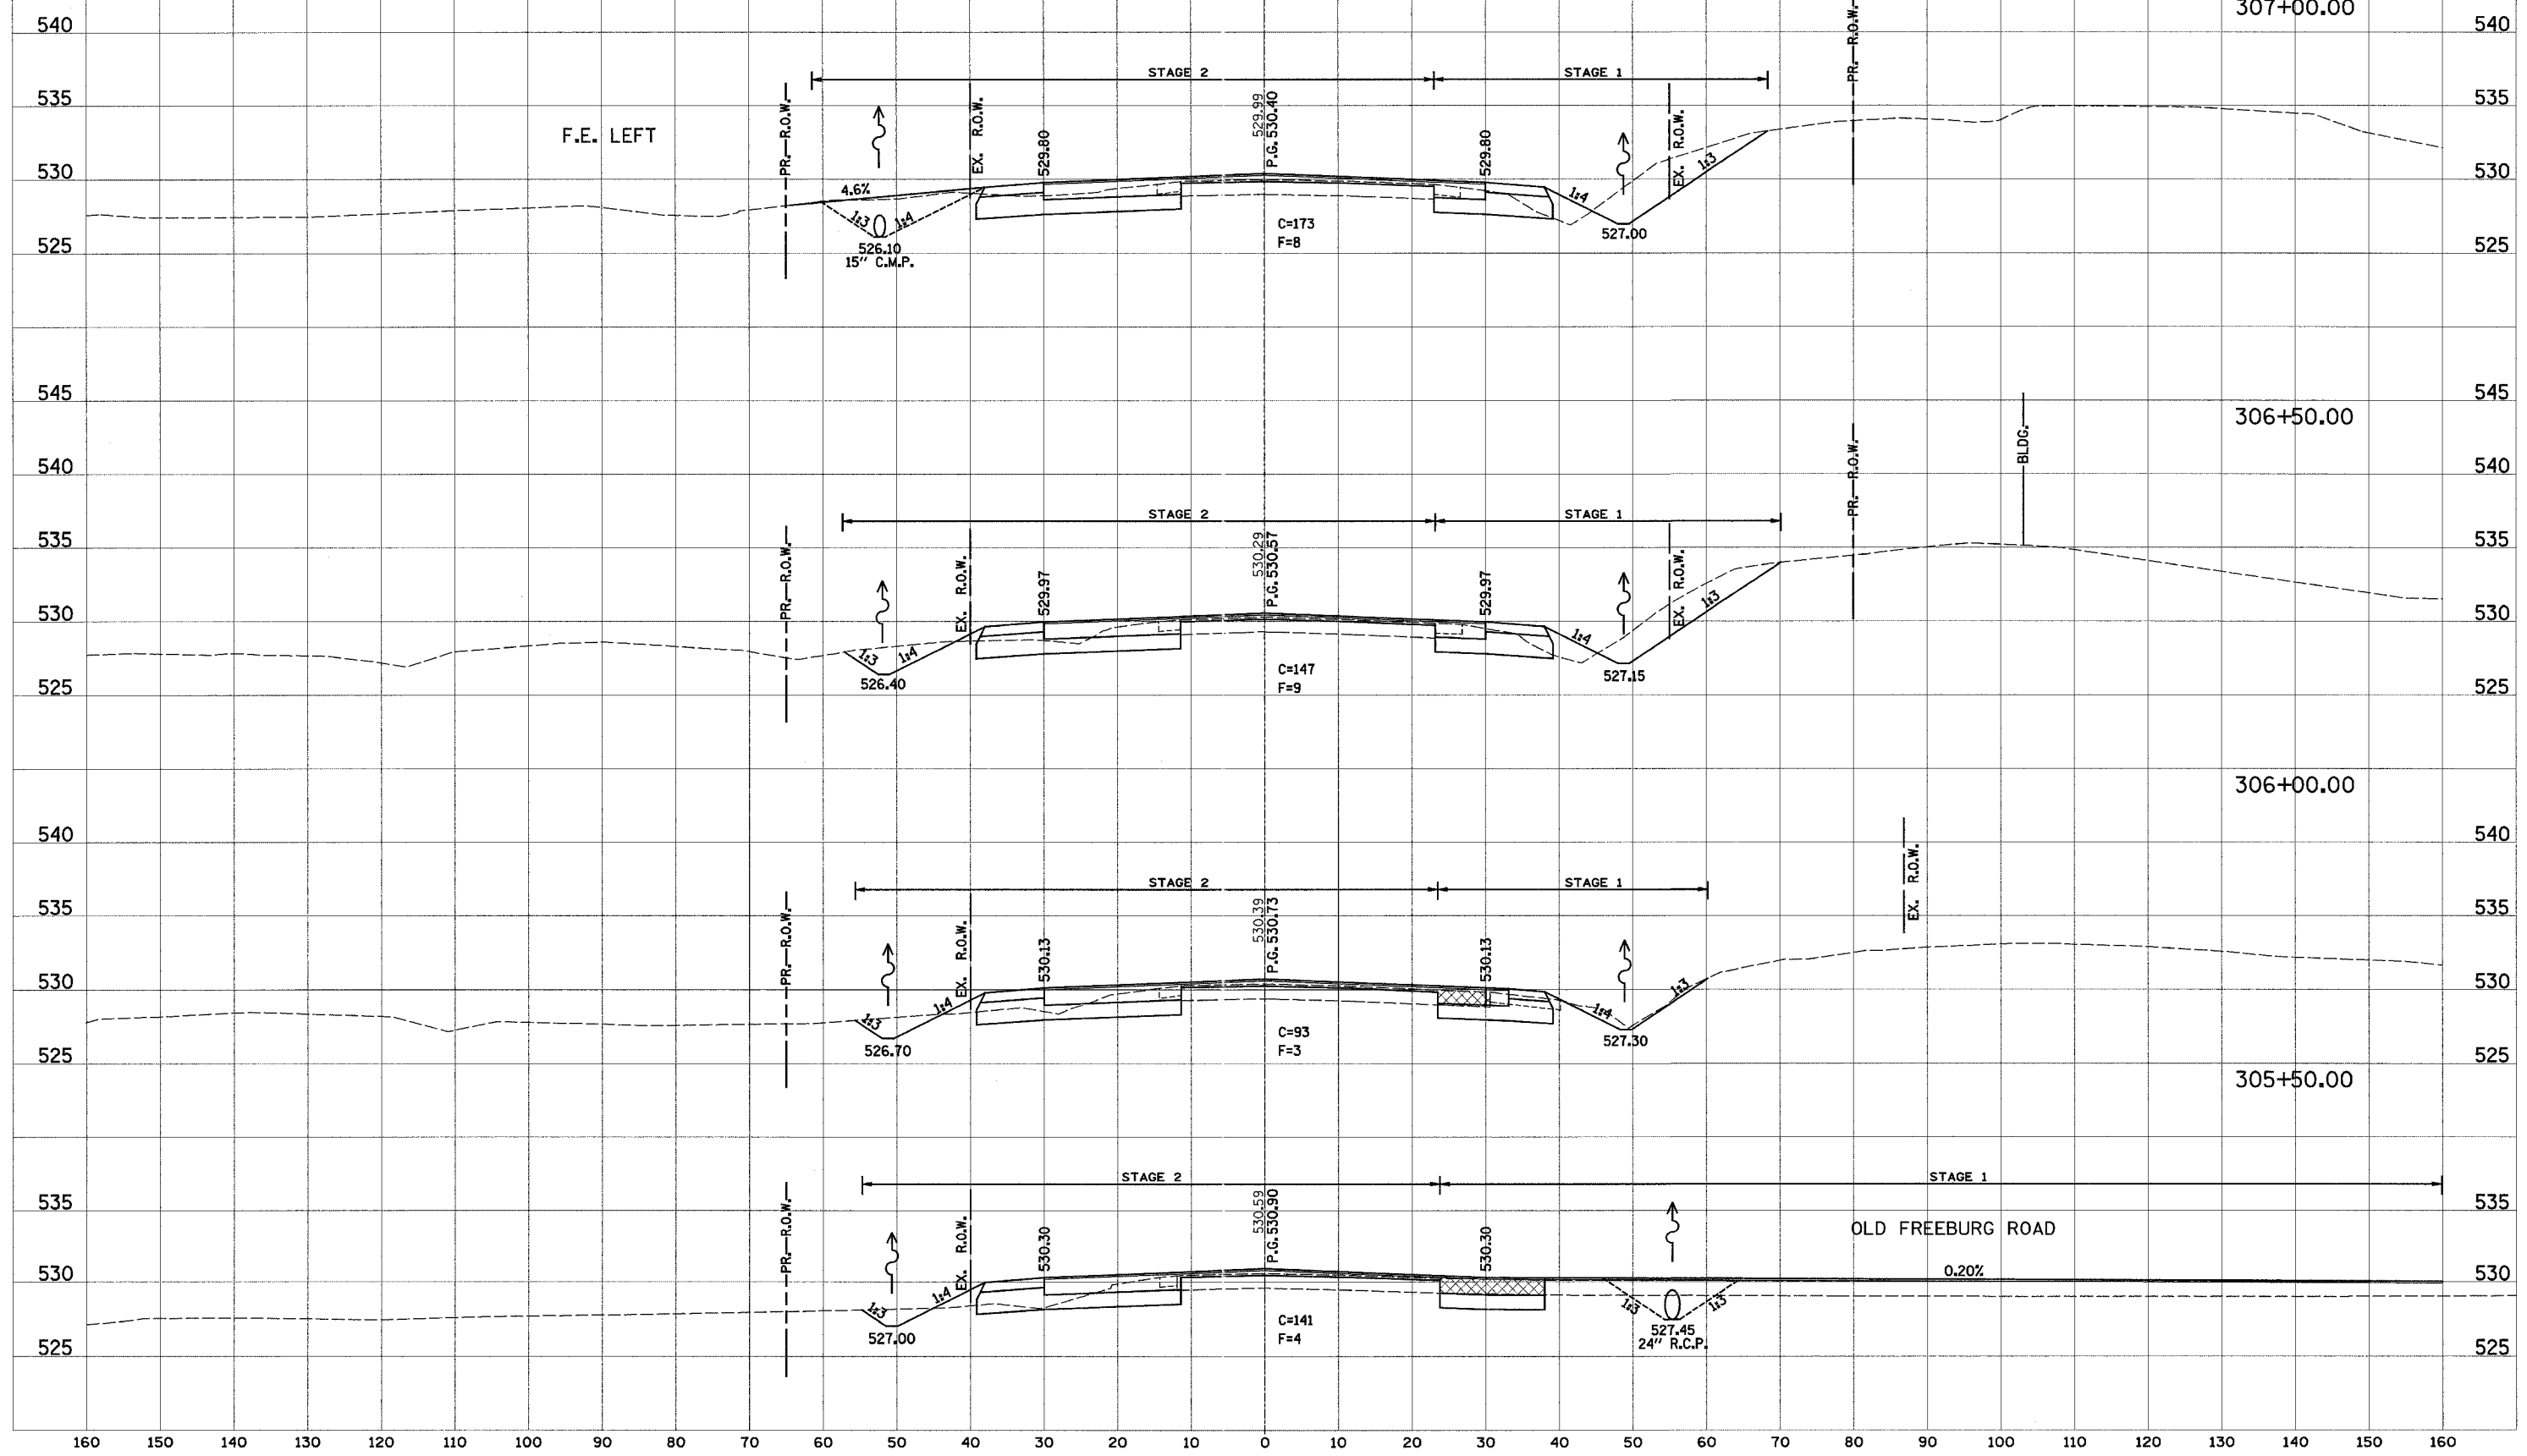 307+00.00
540 540
STAGE 2 STAGE 1
PR. R.O.W.
535 535
F.E. LEFT
PR. R.O.W.
EX. R.O.W.
529.80
529.99
P.G. 530.40
529.80
EX. R.O.W.
530 530
4.6%
1:3 1:4 1:4 1:3
526.10
15" C.M.P.
C=173
F=8
527.00
525 525
545 545
306+50.00
BLDG.
PR. R.O.W.
540 540
STAGE 2 STAGE 1
535 535
PR. R.O.W.
EX. R.O.W.
529.97
530.29
P.G. 530.57
529.97
EX. R.O.W.
530 530
1:3 1:4 1:4 1:3
526.40
C=147
F=9
527.15
525 525
306+00.00
540 540
EX. R.O.W.
STAGE 2 STAGE 1
535 535
PR. R.O.W.
EX. R.O.W.
530.13
530.39
P.G. 530.73
530.13
530 530
1:3 1:4 1:4 1:3
526.70
C=93
F=3
527.30
525 525
305+50.00
STAGE 2 STAGE 1
535 535
PR. R.O.W.
EX. R.O.W.
530.30
530.59
P.G. 530.90
530.30
OLD FREEBURG ROAD
530 530
0.20%
1:3 1:4 1:3 1:3
527.00
C=141
F=4
527.45
24" R.C.P.
525 525
160 150 140 130 120 110 100 90 80 70 60 50 40 30 20 10 0 10 20 30 40 50 60 70 80 90 100 110 120 130 140 150 160